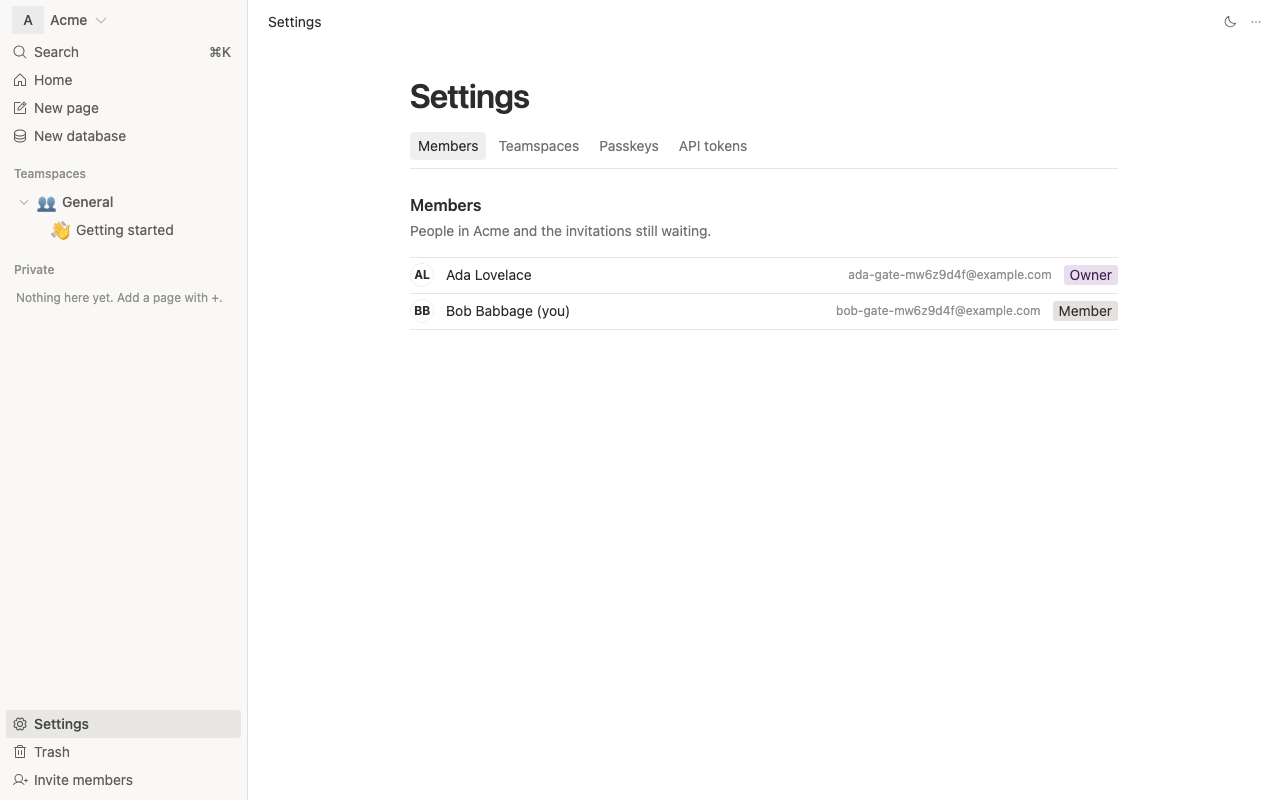 A Acme
Search ⌘K
Home
New page
New database
Teamspaces
General
Getting started
Private
Nothing here yet. Add a page with +.
Settings
Trash
Invite members
Settings
Settings
Members Teamspaces Passkeys API tokens
Members
People in Acme and the invitations still waiting.
AL Ada Lovelace ada-gate-mw6z9d4f@example.com Owner
BB Bob Babbage (you) bob-gate-mw6z9d4f@example.com Member